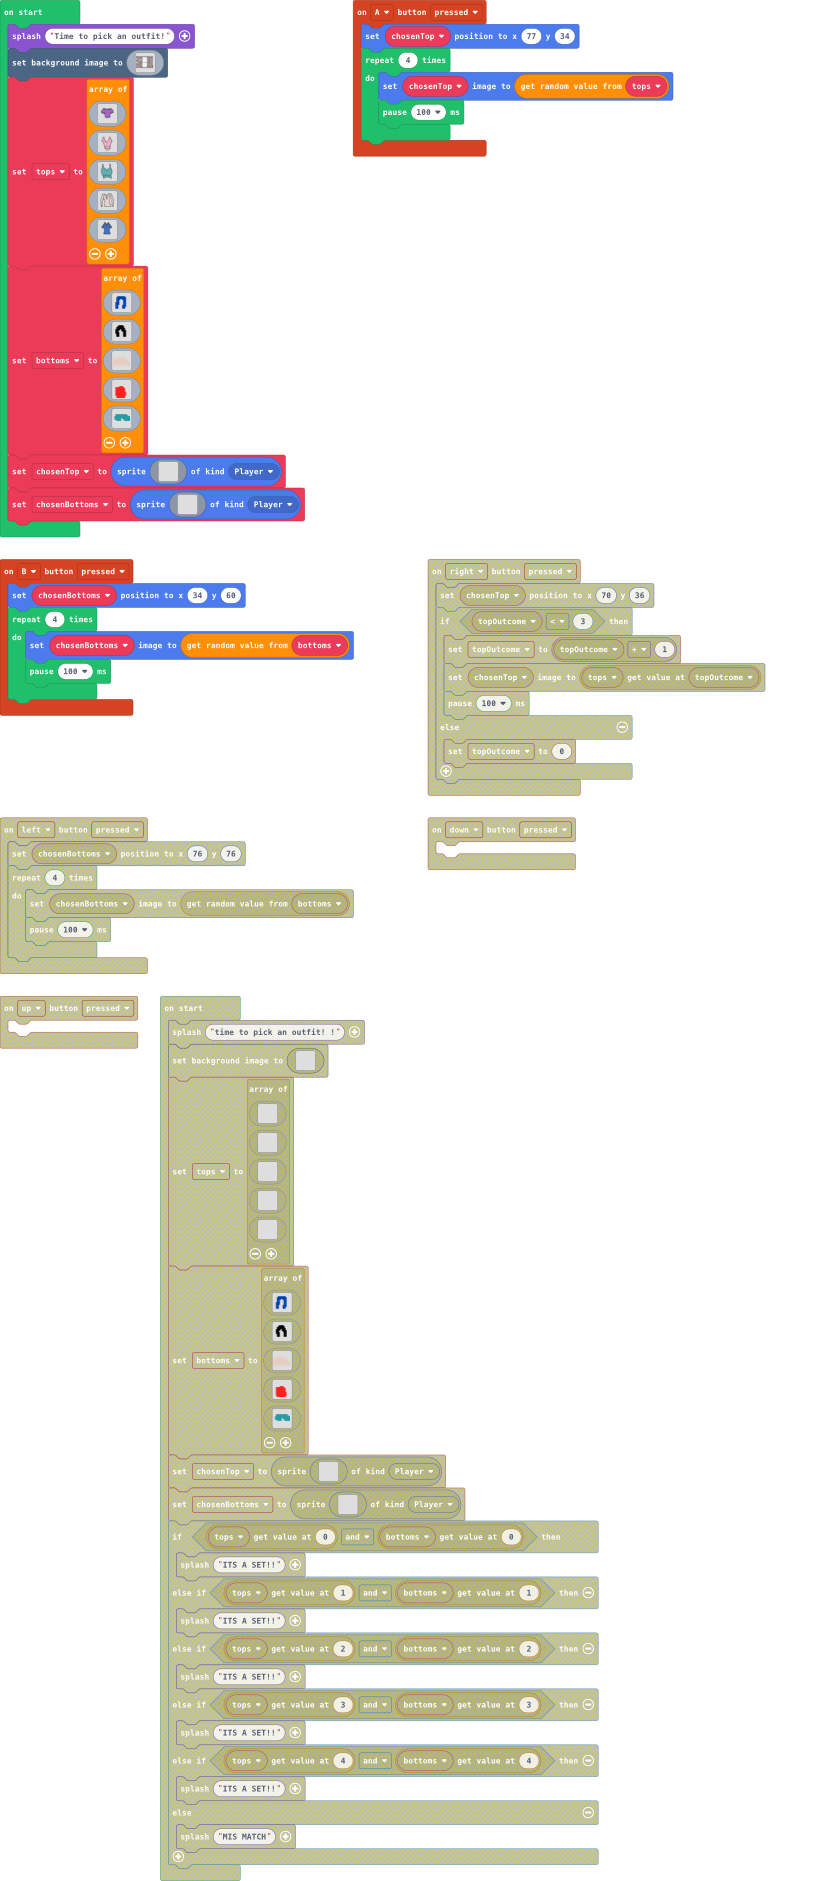 on start
splash "Time to pick an outfit!"
set background image to
set tops to
array of
set bottoms to
array of
set chosenTop to sprite of kind Player
set chosenBottoms to sprite of kind Player
on A button pressed
set chosenTop position to x 77 y 34
repeat 4 times
do
set chosenTop image to get random value from tops
pause 100 ms
on B button pressed
set chosenBottoms position to x 34 y 60
repeat 4 times
do
set chosenBottoms image to get random value from bottoms
pause 100 ms
on right button pressed
set chosenTop position to x 70 y 36
if topOutcome < 3 then
set topOutcome to topOutcome + 1
set chosenTop image to tops get value at topOutcome
pause 100 ms
else
set topOutcome to 0
on left button pressed
set chosenBottoms position to x 76 y 76
repeat 4 times
do
set chosenBottoms image to get random value from bottoms
pause 100 ms
on down button pressed
on up button pressed
on start
splash "time to pick an outfit! !"
set background image to
array of
set tops to
array of
set bottoms to
set chosenTop to sprite of kind Player
set chosenBottoms to sprite of kind Player
if tops get value at 0 and bottoms get value at 0 then
splash "ITS A SET!!"
else if tops get value at 1 and bottoms get value at 1 then
splash "ITS A SET!!"
else if tops get value at 2 and bottoms get value at 2 then
splash "ITS A SET!!"
else if tops get value at 3 and bottoms get value at 3 then
splash "ITS A SET!!"
else if tops get value at 4 and bottoms get value at 4 then
splash "ITS A SET!!"
else
splash "MIS MATCH"